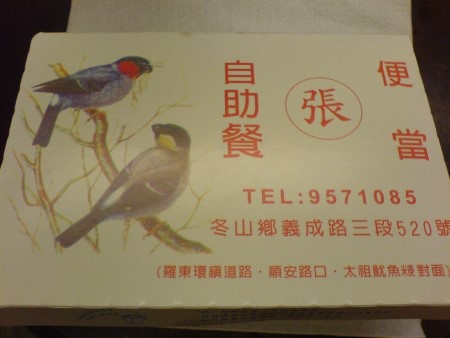 自助餐
張
便當
TEL:9571085
冬山鄉義成路三段520號
(羅東環鎮道路・順安路口・太祖魷魚焿對面)